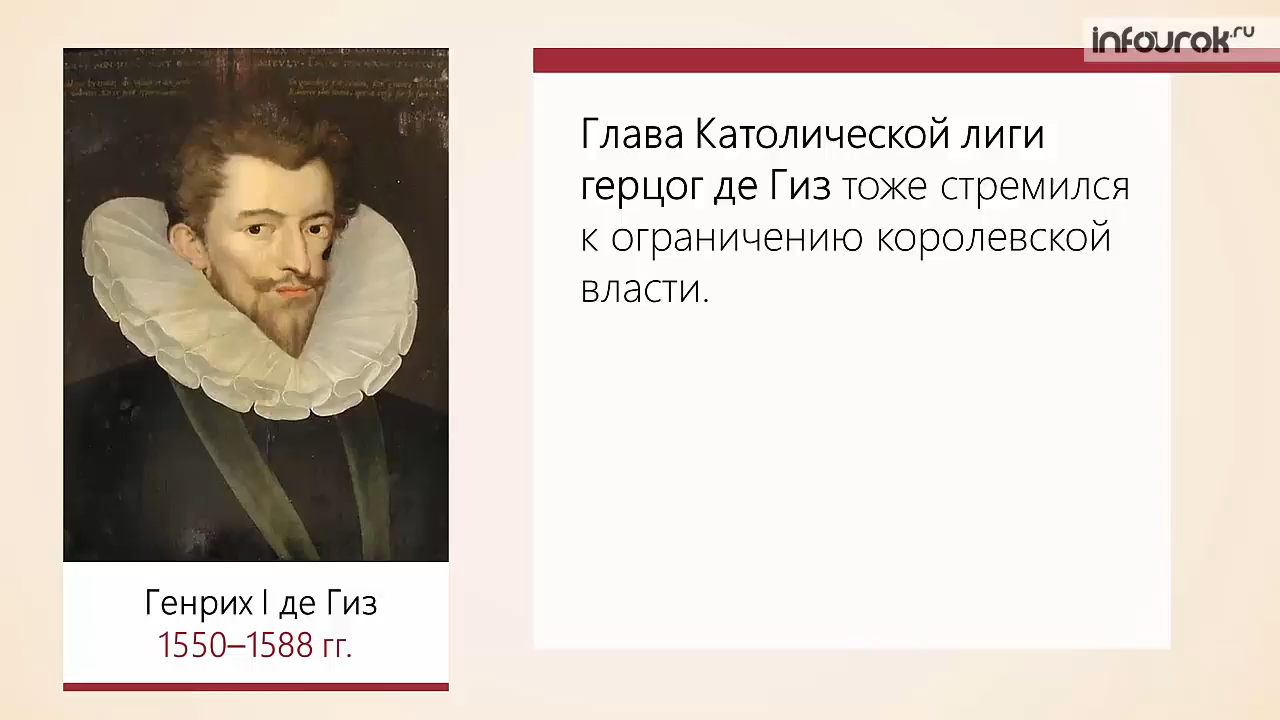 infourok.ru
Глава Католической лиги
герцог де Гиз тоже стремился
к ограничению королевской
власти.
Генрих I де Гиз
1550–1588 гг.